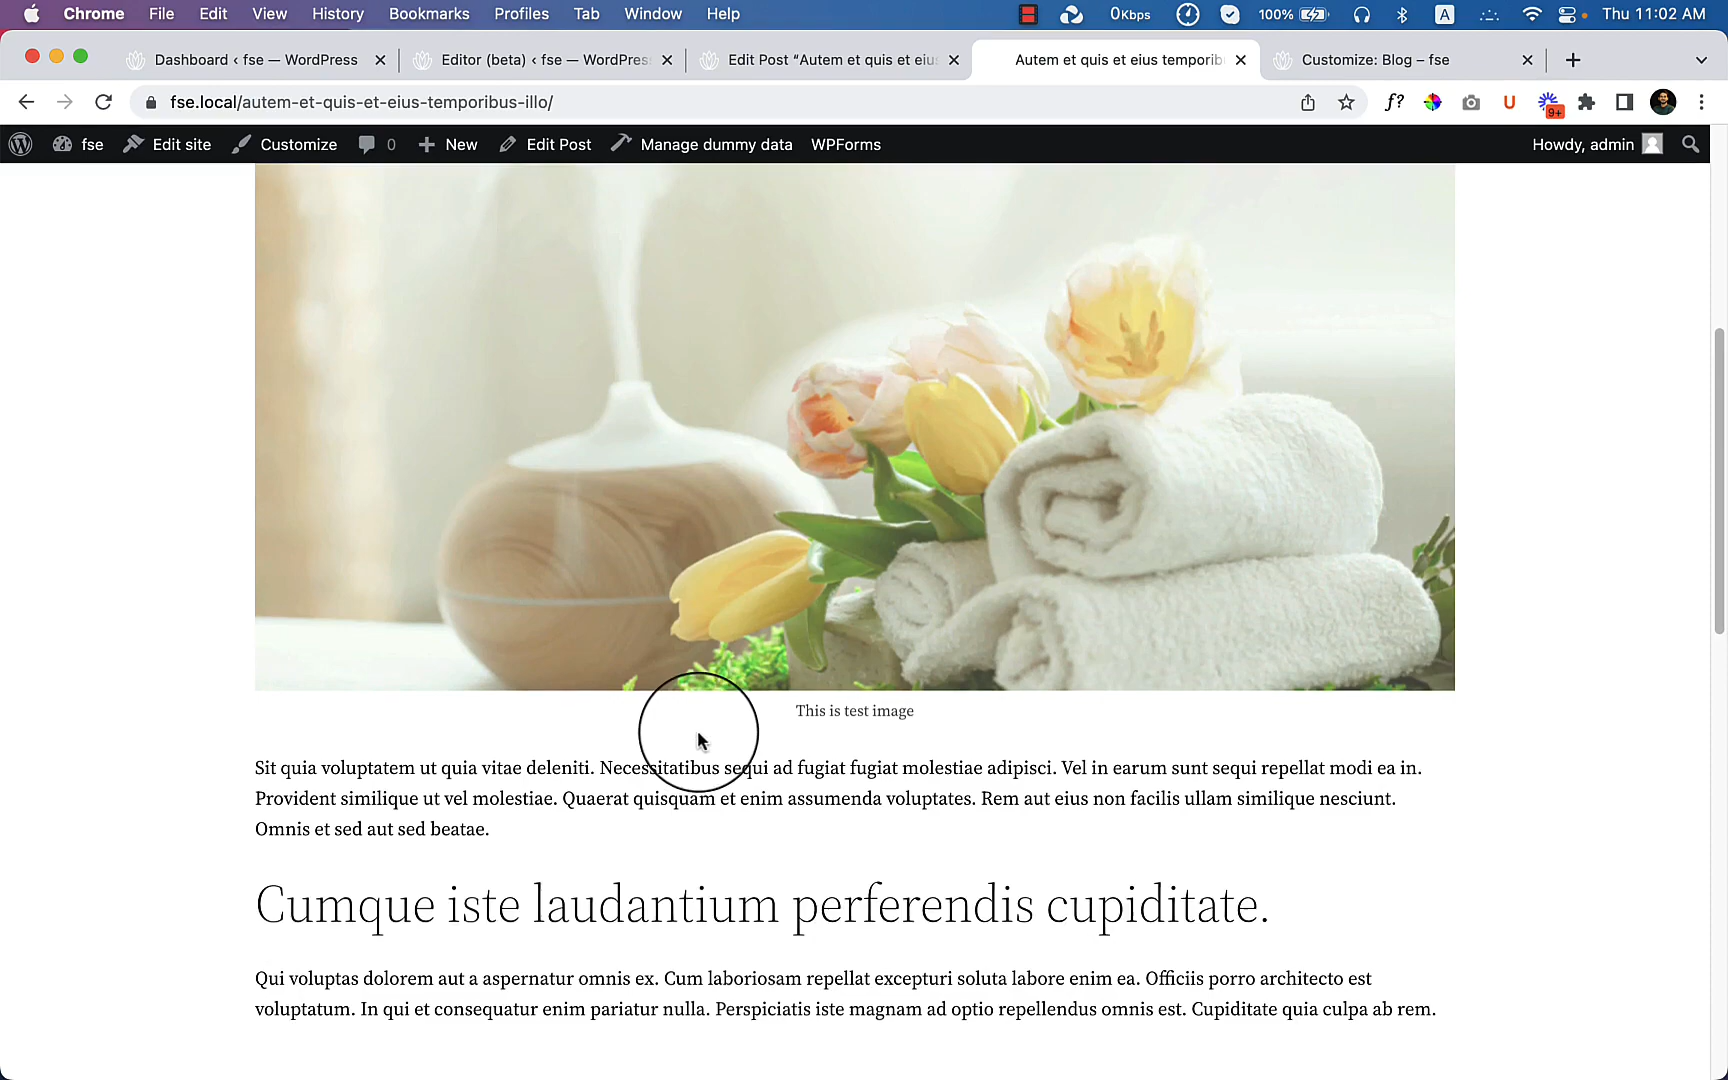 Chrome File Edit View History Bookmarks Profiles Tab Window Help 0Kbps 100% A Thu 11:02 AM
Dashboard ‹ fse — WordPress Editor (beta) ‹ fse — WordPress Edit Post “Autem et quis et eius Autem et quis et eius temporib Customize: Blog – fse
fse.local/autem-et-quis-et-eius-temporibus-illo/ f? U 9+
fse Edit site Customize 0 New Edit Post Manage dummy data WPForms Howdy, admin
This is test image
Sit quia voluptatem ut quia vitae deleniti. Necessitatibus sequi ad fugiat fugiat molestiae adipisci. Vel in earum sunt sequi repellat modi ea in.
Provident similique ut vel molestiae. Quaerat quisquam et enim assumenda voluptates. Rem aut eius non facilis ullam similique nesciunt.
Omnis et sed aut sed beatae.
Cumque iste laudantium perferendis cupiditate.
Qui voluptas dolorem aut a aspernatur omnis ex. Cum laboriosam repellat excepturi soluta labore enim ea. Officiis porro architecto est
voluptatum. In qui et consequatur enim pariatur nulla. Perspiciatis iste magnam ad optio repellendus omnis est. Cupiditate quia culpa ab rem.